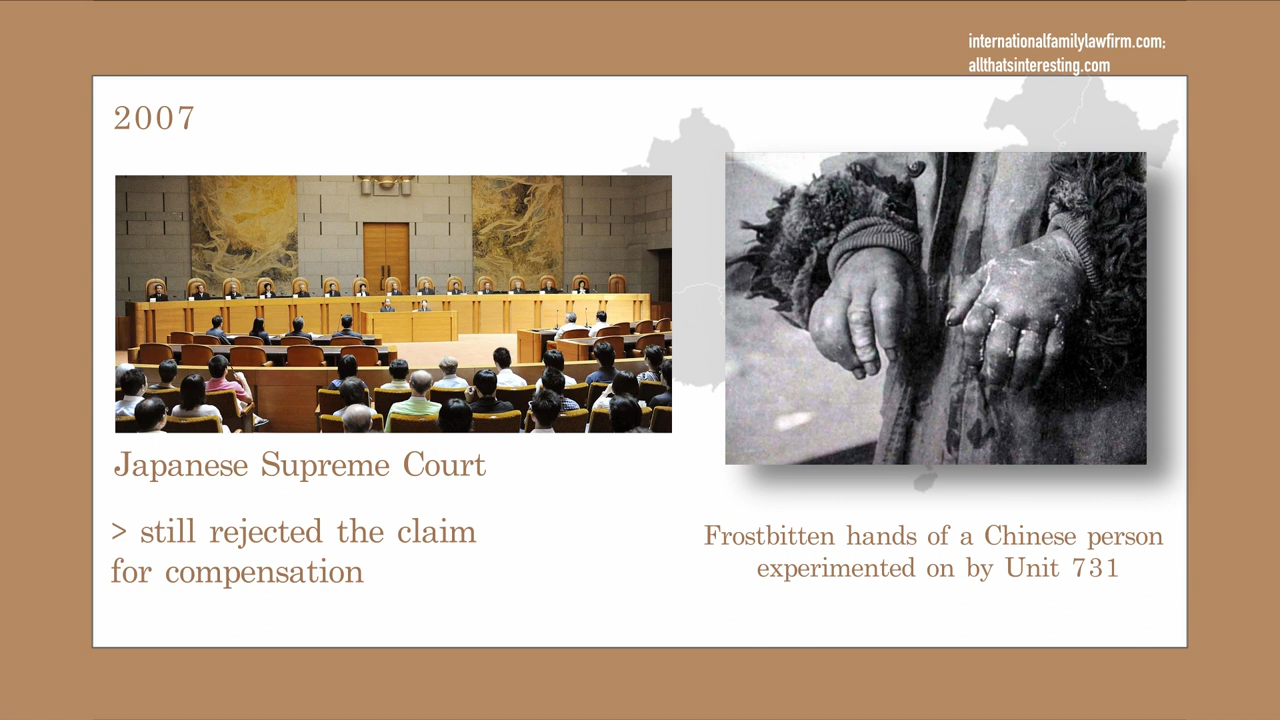 internationalfamilylawfirm.com;
allthatsinteresting.com
2007
Japanese Supreme Court
> still rejected the claim
for compensation
Frostbitten hands of a Chinese person
experimented on by Unit 731